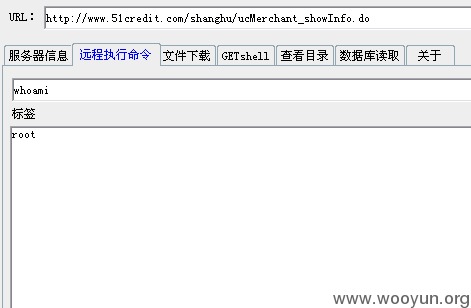 URL: http://www.51credit.com/shanghu/ucMerchant_showInfo.do
服务器信息 远程执行命令 文件下载 GETshell 查看目录 数据库读取 关于
whoami
标签
root
www.wooyun.org